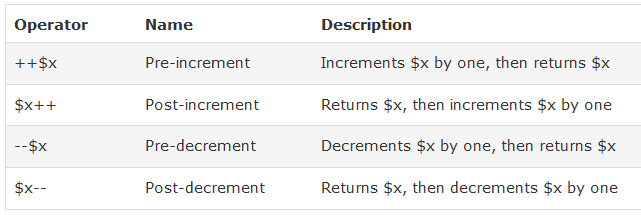 Operator Name Description
++$x Pre-increment Increments $x by one, then returns $x
$x++ Post-increment Returns $x, then increments $x by one
--$x Pre-decrement Decrements $x by one, then returns $x
$x-- Post-decrement Returns $x, then decrements $x by one